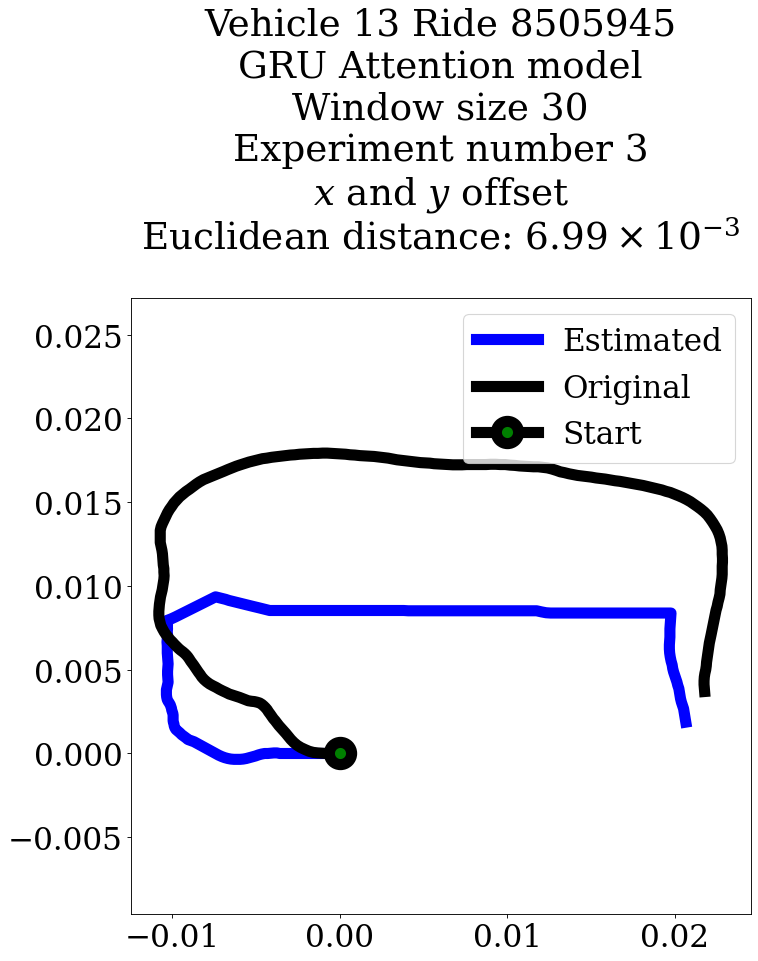 Vehicle 13 Ride 8505945
GRU Attention model
Window size 30
Experiment number 3
x and y offset
Euclidean distance: 6.99 × 10⁻³
Estimated
Original
Start
0.025
0.020
0.015
0.010
0.005
0.000
−0.005
−0.01 0.00 0.01 0.02